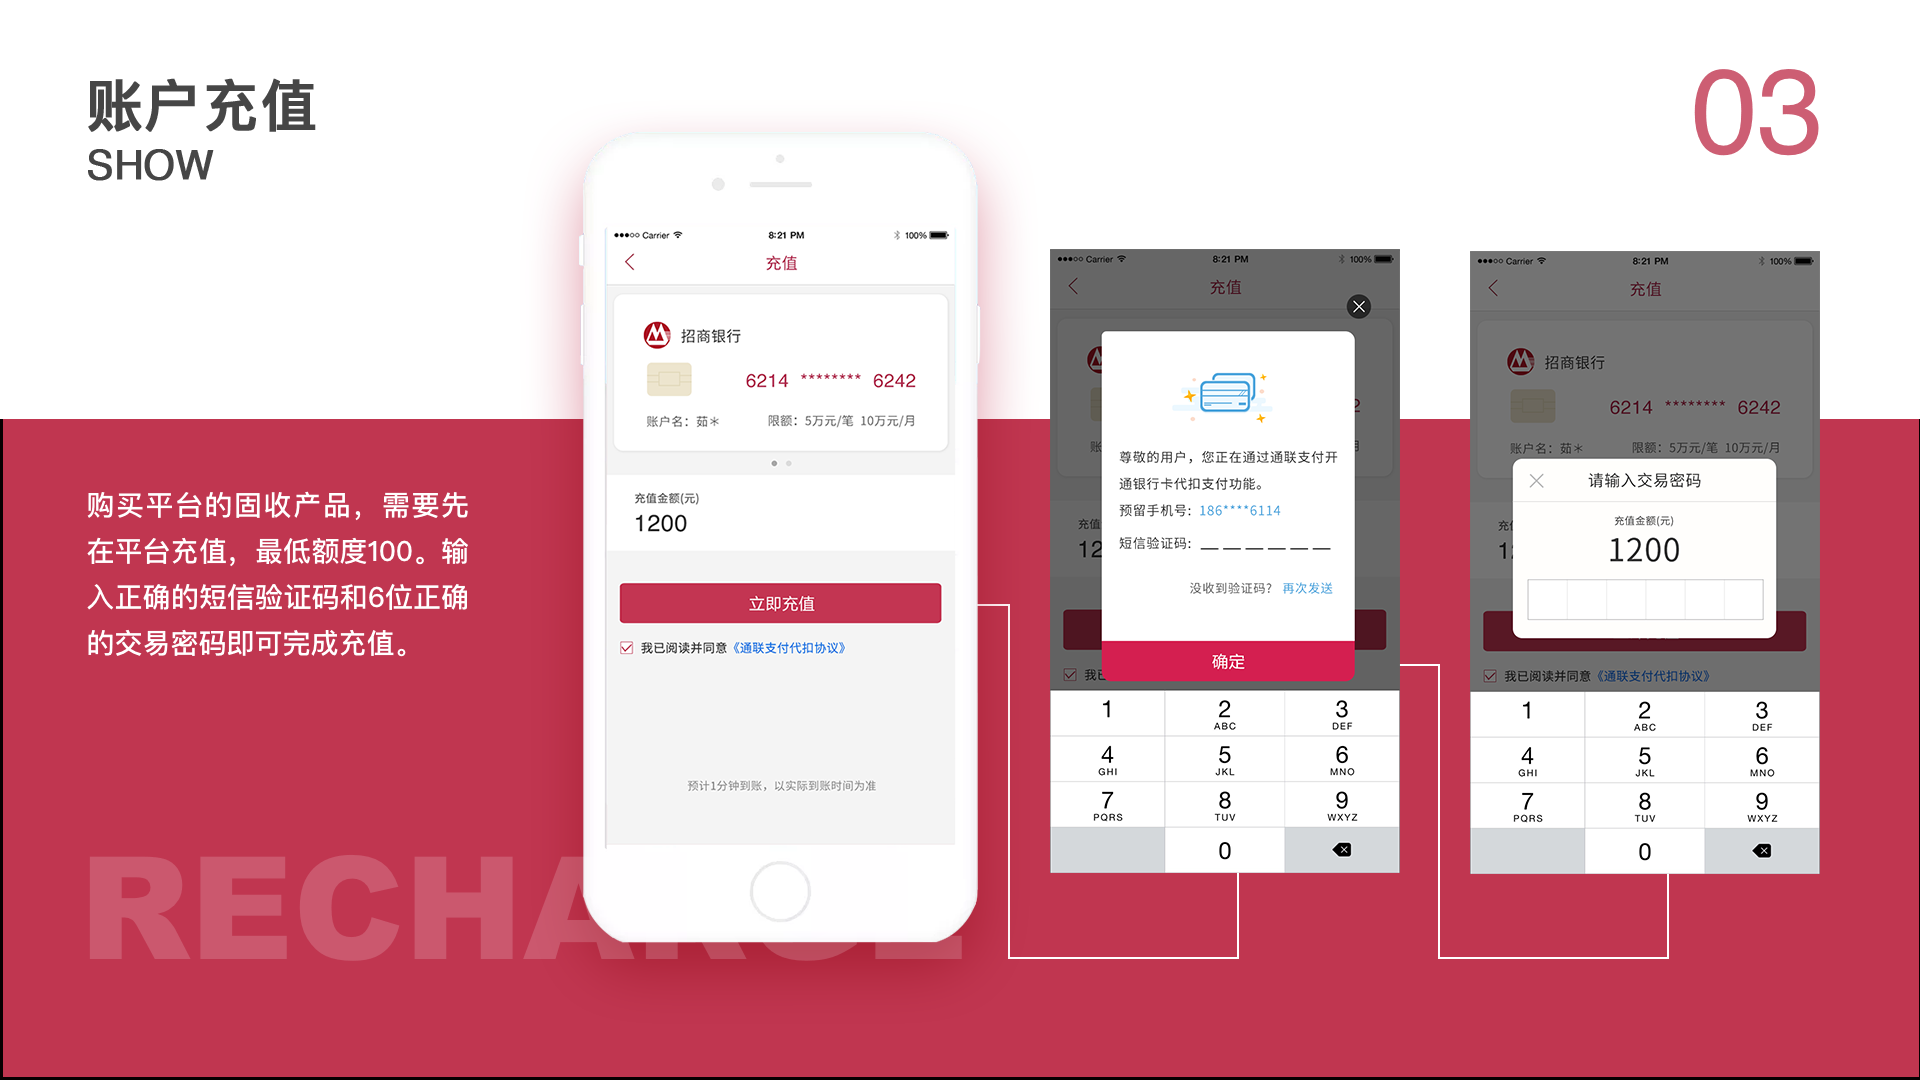 账户充值
SHOW
03
购买平台的固收产品，需要先
在平台充值，最低额度100。输
入正确的短信验证码和6位正确
的交易密码即可完成充值。
RECHARGE
Carrier 8:21 PM 100%
充值
招商银行
6214 ******** 6242
账户名：茹＊ 限额：5万元/笔 10万元/月
充值金额(元)
1200
立即充值
我已阅读并同意《通联支付代扣协议》
预计1分钟到账，以实际到账时间为准
Carrier 8:21 PM 100%
充值
2
账
尊敬的用户，您正在通过通联支付开
通银行卡代扣支付功能。
预留手机号：186****6114
短信验证码：_ _ _ _ _ _
没收到验证码？ 再次发送
确定
充值
12
我已
1
2 ABC
3 DEF
4 GHI
5 JKL
6 MNO
7 PQRS
8 TUV
9 WXYZ
0
Carrier 8:21 PM 100%
充值
招商银行
6214 ******** 6242
账户名：茹＊ 限额：5万元/笔 10万元/月
请输入交易密码
充值金额(元)
1200
充
1
我已阅读并同意《通联支付代扣协议》
1
2 ABC
3 DEF
4 GHI
5 JKL
6 MNO
7 PQRS
8 TUV
9 WXYZ
0